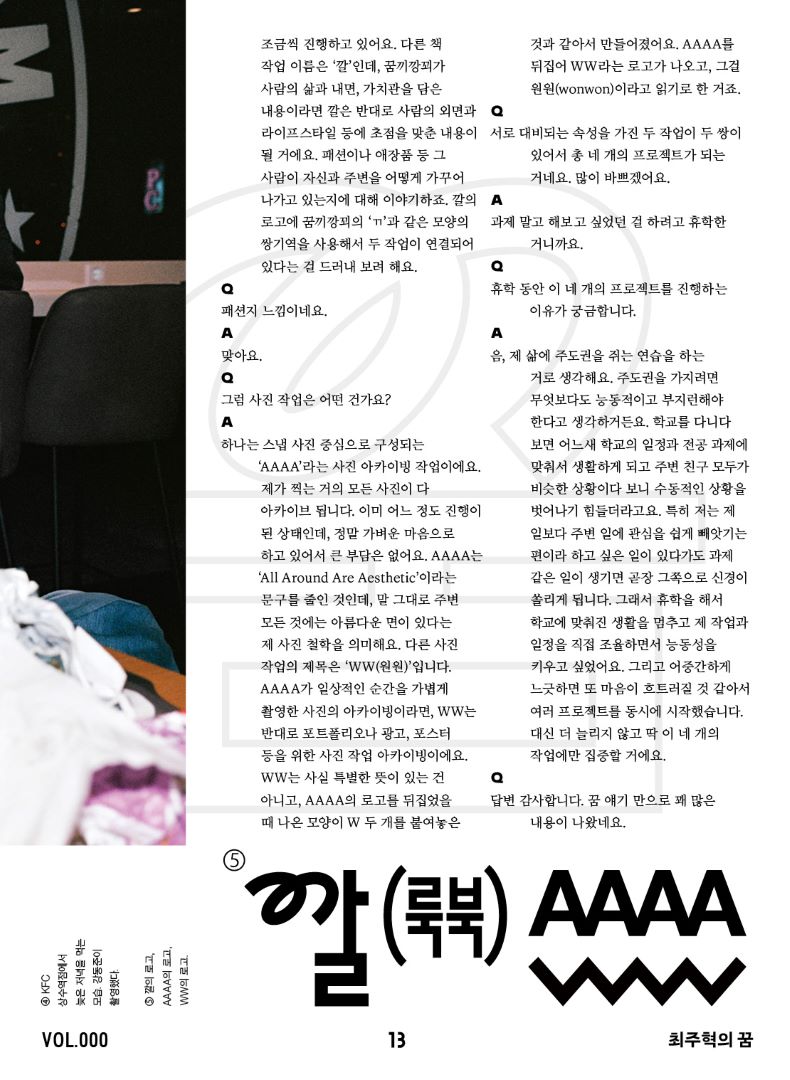 조금씩 진행하고 있어요. 다른 책
작업 이름은 ‘깔’인데, 꿈끼깡꾀가
사람의 삶과 내면, 가치관을 담은
내용이라면 깔은 반대로 사람의 외면과
라이프스타일 등에 초점을 맞춘 내용이
될 거에요. 패션이나 애장품 등 그
사람이 자신과 주변을 어떻게 가꾸어
나가고 있는지에 대해 이야기하죠. 깔의
로고에 꿈끼깡꾀의 ‘ㄲ’과 같은 모양의
쌍기역을 사용해서 두 작업이 연결되어
있다는 걸 드러내 보려 해요.
Q
패션지 느낌이네요.
A
맞아요.
Q
그럼 사진 작업은 어떤 건가요?
A
하나는 스냅 사진 중심으로 구성되는
‘AAAA’라는 사진 아카이빙 작업이에요.
제가 찍는 거의 모든 사진이 다
아카이브 됩니다. 이미 어느 정도 진행이
된 상태인데, 정말 가벼운 마음으로
하고 있어서 큰 부담은 없어요. AAAA는
‘All Around Are Aesthetic’이라는
문구를 줄인 것인데, 말 그대로 주변
모든 것에는 아름다운 면이 있다는
제 사진 철학을 의미해요. 다른 사진
작업의 제목은 ‘WW(원원)’입니다.
AAAA가 일상적인 순간을 가볍게
촬영한 사진의 아카이빙이라면, WW는
반대로 포트폴리오나 광고, 포스터
등을 위한 사진 작업 아카이빙이에요.
WW는 사실 특별한 뜻이 있는 건
아니고, AAAA의 로고를 뒤집었을
때 나온 모양이 W 두 개를 붙여놓은
것과 같아서 만들어졌어요. AAAA를
뒤집어 WW라는 로고가 나오고, 그걸
원원(wonwon)이라고 읽기로 한 거죠.
Q
서로 대비되는 속성을 가진 두 작업이 두 쌍이
있어서 총 네 개의 프로젝트가 되는
거네요. 많이 바쁘겠어요.
A
과제 말고 해보고 싶었던 걸 하려고 휴학한
거니까요.
Q
휴학 동안 이 네 개의 프로젝트를 진행하는
이유가 궁금합니다.
A
음, 제 삶에 주도권을 쥐는 연습을 하는
거로 생각해요. 주도권을 가지려면
무엇보다도 능동적이고 부지런해야
한다고 생각하거든요. 학교를 다니다
보면 어느새 학교의 일정과 전공 과제에
맞춰서 생활하게 되고 주변 친구 모두가
비슷한 상황이다 보니 수동적인 상황을
벗어나기 힘들더라고요. 특히 저는 제
일보다 주변 일에 관심을 쉽게 빼앗기는
편이라 하고 싶은 일이 있다가도 과제
같은 일이 생기면 곧장 그쪽으로 신경이
쏠리게 됩니다. 그래서 휴학을 해서
학교에 맞춰진 생활을 멈추고 제 작업과
일정을 직접 조율하면서 능동성을
키우고 싶었어요. 그리고 어중간하게
느긋하면 또 마음이 흐트러질 것 같아서
여러 프로젝트를 동시에 시작했습니다.
대신 더 늘리지 않고 딱 이 네 개의
작업에만 집중할 거에요.
Q
답변 감사합니다. 꿈 얘기 만으로 꽤 많은
내용이 나왔네요.
PC
⑤
깔(룩북)
AAAA
WW
④ KFC
상수역점에서
늦은 저녁을 먹는
모습. 강동준이
촬영했다.
⑤ 깔의 로고,
AAAA의 로고,
WW의 로고.
VOL.000
13
최주혁의 꿈